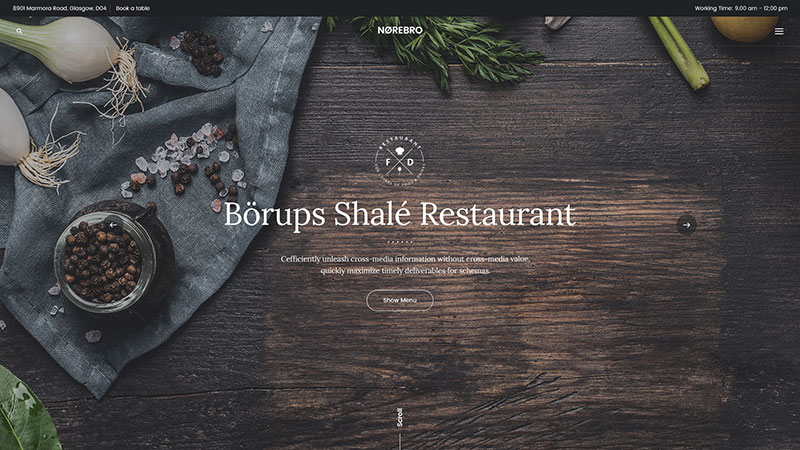 8901 Marmora Road, Glasgow, D04
Book a table
Working Time: 9.00 am - 12;00 pm
NØREBRO
RESTAURANT
F D
Börups Shalé Restaurant
Cefficiently unleash cross-media information without cross-media value,
quickly maximize timely deliverables for schemas.
Show Menu
Scroll